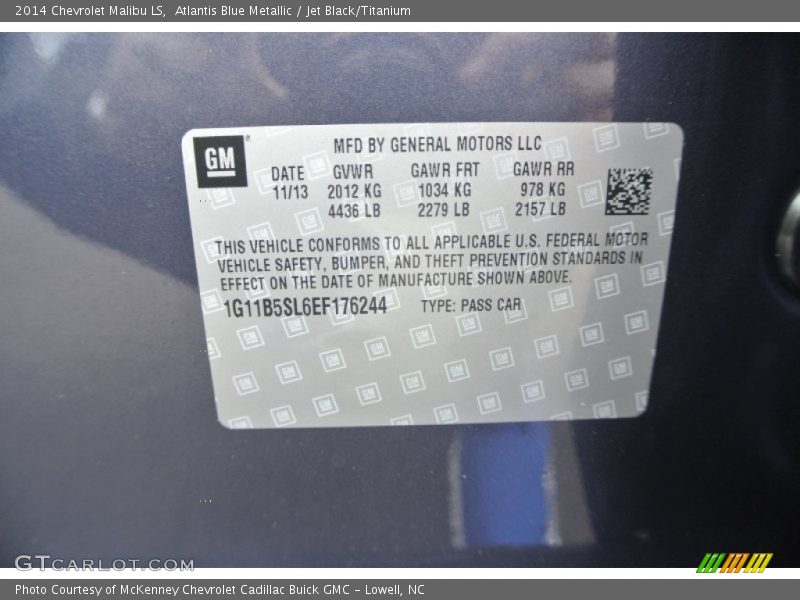 2014 Chevrolet Malibu LS, Atlantis Blue Metallic / Jet Black/Titanium
GM
MFD BY GENERAL MOTORS LLC
DATE GVWR GAWR FRT GAWR RR
11/13 2012 KG 1034 KG 978 KG
4436 LB 2279 LB 2157 LB
THIS VEHICLE CONFORMS TO ALL APPLICABLE U.S. FEDERAL MOTOR
VEHICLE SAFETY, BUMPER, AND THEFT PREVENTION STANDARDS IN
EFFECT ON THE DATE OF MANUFACTURE SHOWN ABOVE.
1G11B5SL6EF176244 TYPE: PASS CAR
GTcarlot.com
Photo Courtesy of McKenney Chevrolet Cadillac Buick GMC - Lowell, NC